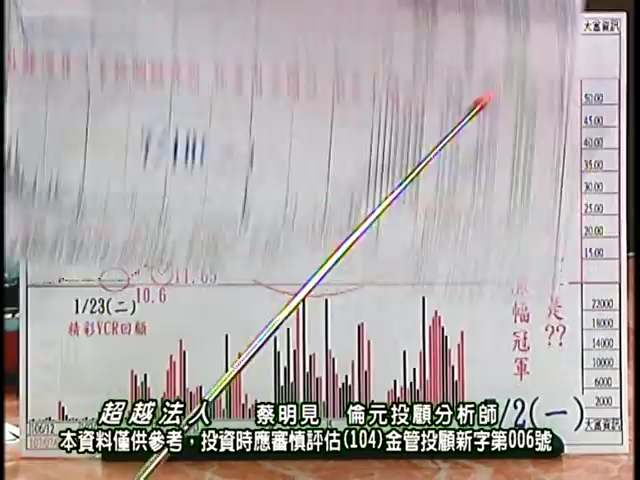 大富資訊
50.00
45.00
40.00
35.00
30.00
25.00
20.00
15.00
11.65
10.6
1/23(二)
精彩VCR回顧
幅冠軍
是??
72000
18000
14000
10000
6000
2000
大富資訊
/2(一)
超越法人 蔡明見 倫元投顧分析師
本資料僅供參考，投資時應審慎評估(104)金管投顧新字第006號